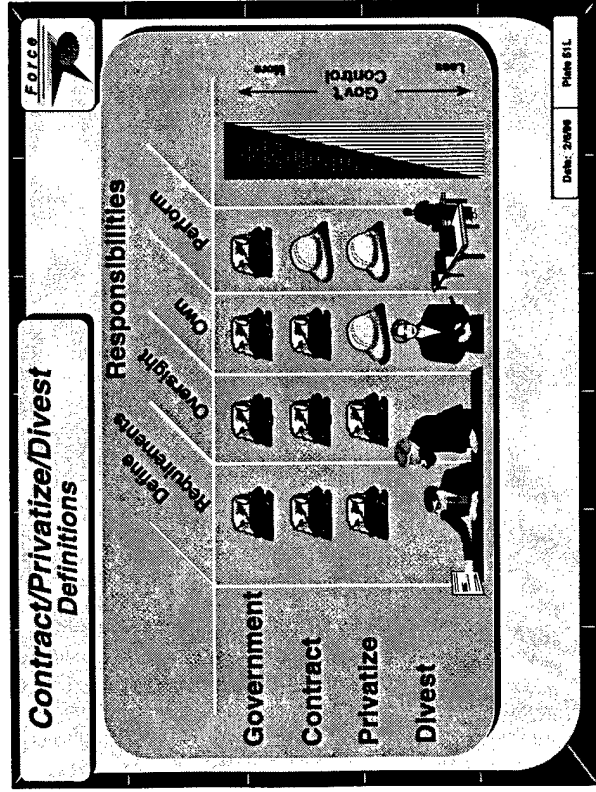 Contract/Privatize/Divest
Definitions
Force
Responsibilities
Define
Requirements
Oversight
Own
Perform
Government
Contract
Privatize
Divest
More
Gov't
Control
Less
Date: 2/6/96
Plate 51L